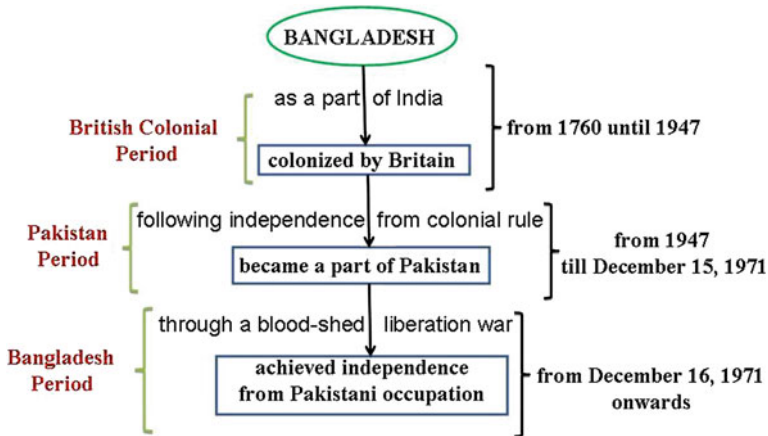 BANGLADESH
as a part of India
British Colonial
Period
from 1760 until 1947
colonized by Britain
following independence from colonial rule
Pakistan
Period
from 1947
till December 15, 1971
became a part of Pakistan
through a blood-shed liberation war
Bangladesh
Period
achieved independence
from Pakistani occupation
from December 16, 1971
onwards